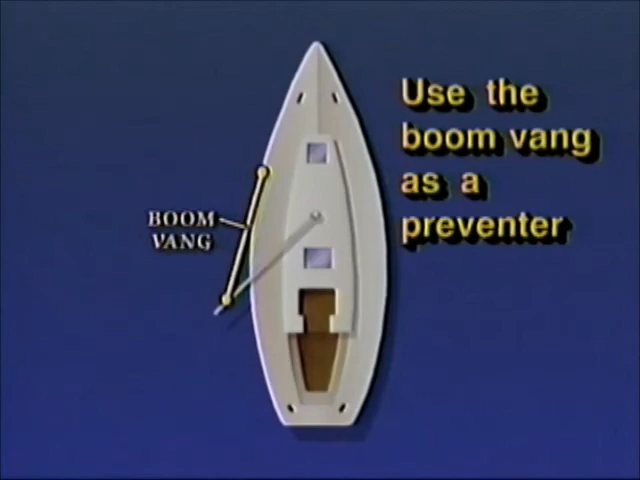 Use the
boom vang
as a
preventer
BOOM
VANG